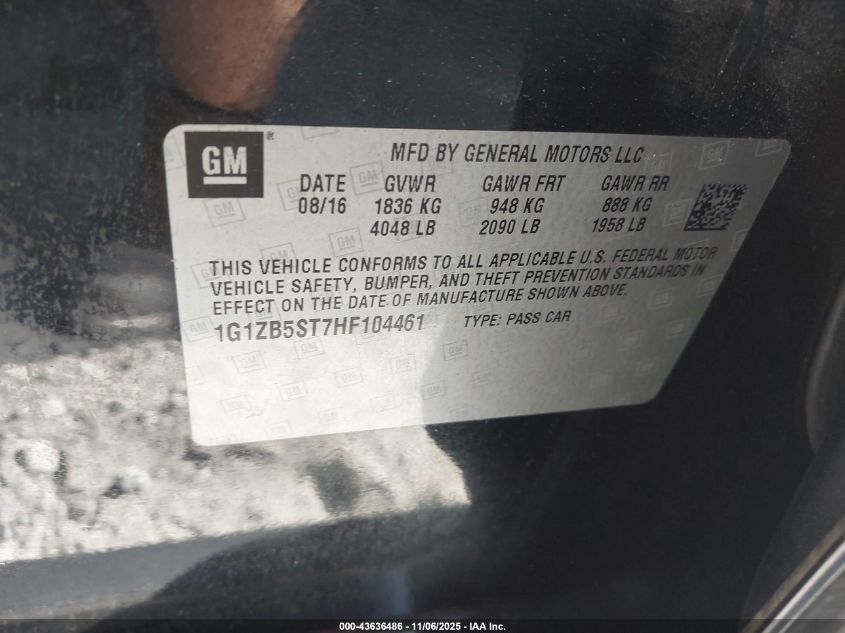 GM ®
MFD BY GENERAL MOTORS LLC
DATE GVWR GAWR FRT GAWR RR
08/16 1836 KG 948 KG 888 KG
4048 LB 2090 LB 1958 LB
THIS VEHICLE CONFORMS TO ALL APPLICABLE U.S. FEDERAL MOTOR
VEHICLE SAFETY, BUMPER, AND THEFT PREVENTION STANDARDS IN
EFFECT ON THE DATE OF MANUFACTURE SHOWN ABOVE.
1G1ZB5ST7HF104461 TYPE: PASS CAR
000-43636486 - 11/06/2025 - IAA Inc.